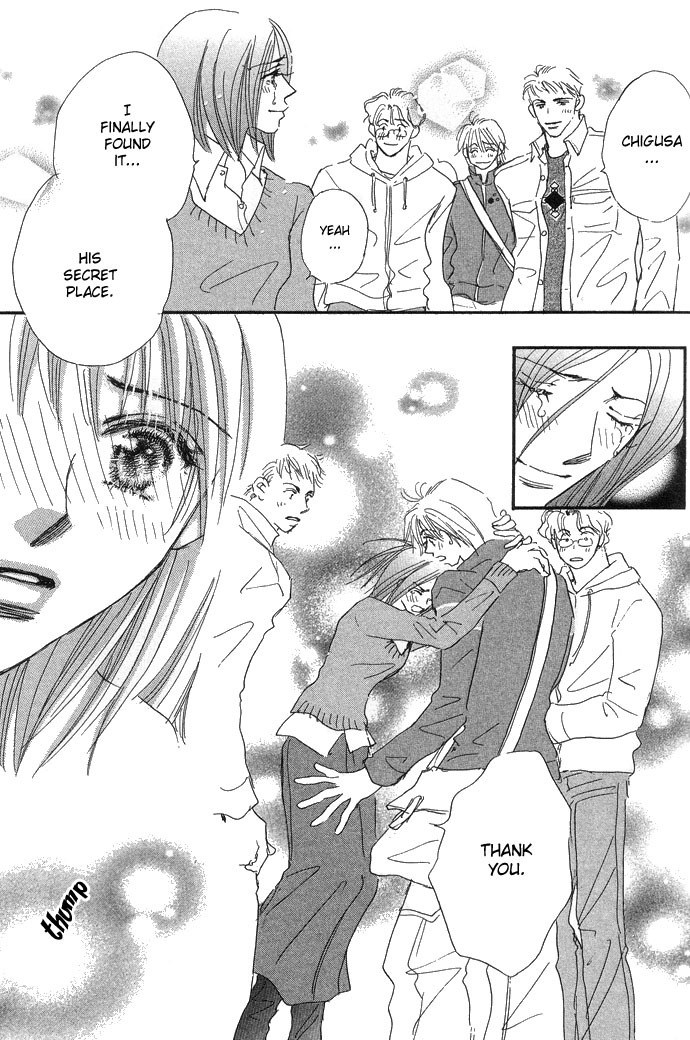 CHIGUSA
...
YEAH
...
I
FINALLY
FOUND
IT...
HIS
SECRET
PLACE.
THANK
YOU.
thump